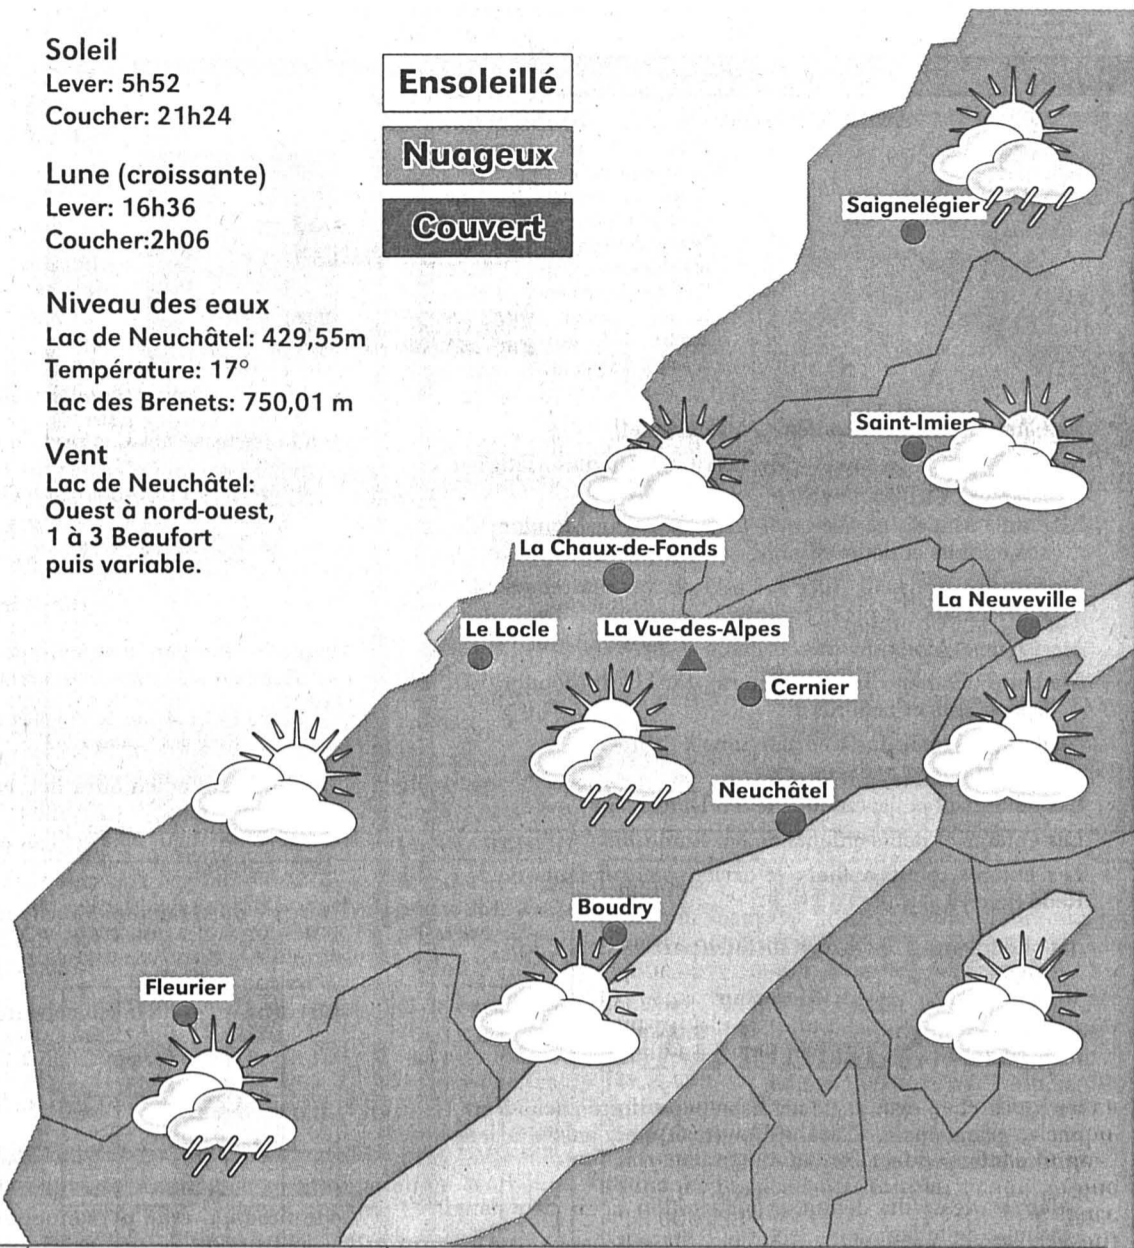 Soleil
Lever: 5h52
Coucher: 21h24
Lune (croissante)
Lever: 16h36
Coucher:2h06
Niveau des eaux
Lac de Neuchâtel: 429,55m
Température: 17°
Lac des Brenets: 750,01 m
Vent
Lac de Neuchâtel:
Ouest à nord-ouest,
1 à 3 Beaufort
puis variable.
Ensoleillé
Nuageux
Couvert
Saignelégier
Saint-Imier
La Chaux-de-Fonds
La Neuveville
Le Locle
La Vue-des-Alpes
Cernier
Neuchâtel
Boudry
Fleurier